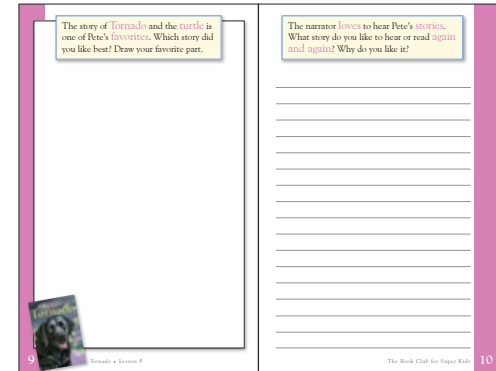 The story of Tornado and the turtle is
one of Pete's favorites. Which story did
you like best? Draw your favorite part.
Tornado
9
Tornado • Lesson 9
The narrator loves to hear Pete's stories.
What story do you like to hear or read again
and again? Why do you like it?
The Book Club for Super Kids
10